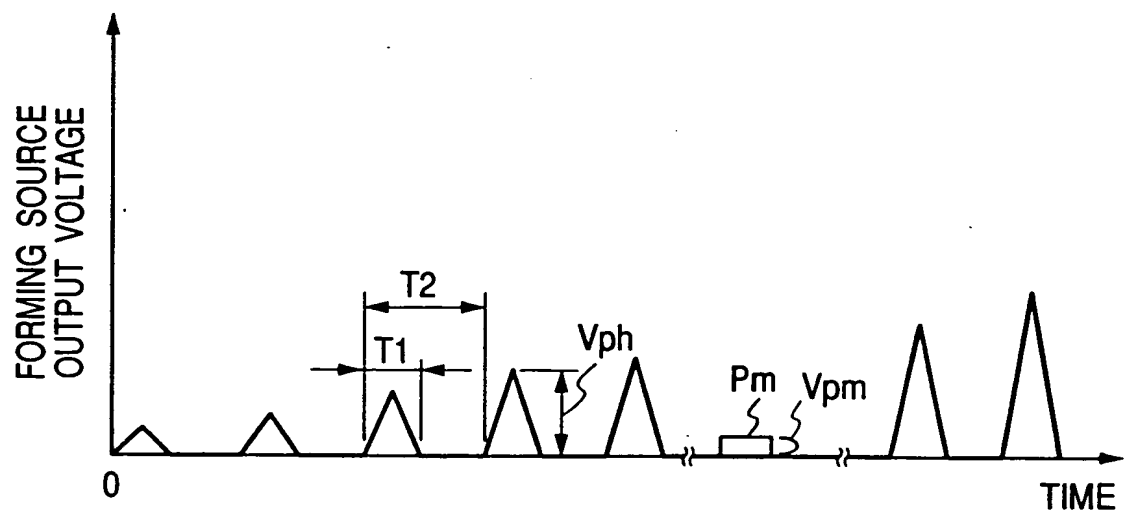 FORMING SOURCE
OUTPUT VOLTAGE
T2
T1
Vph
Pm
Vpm
0
TIME